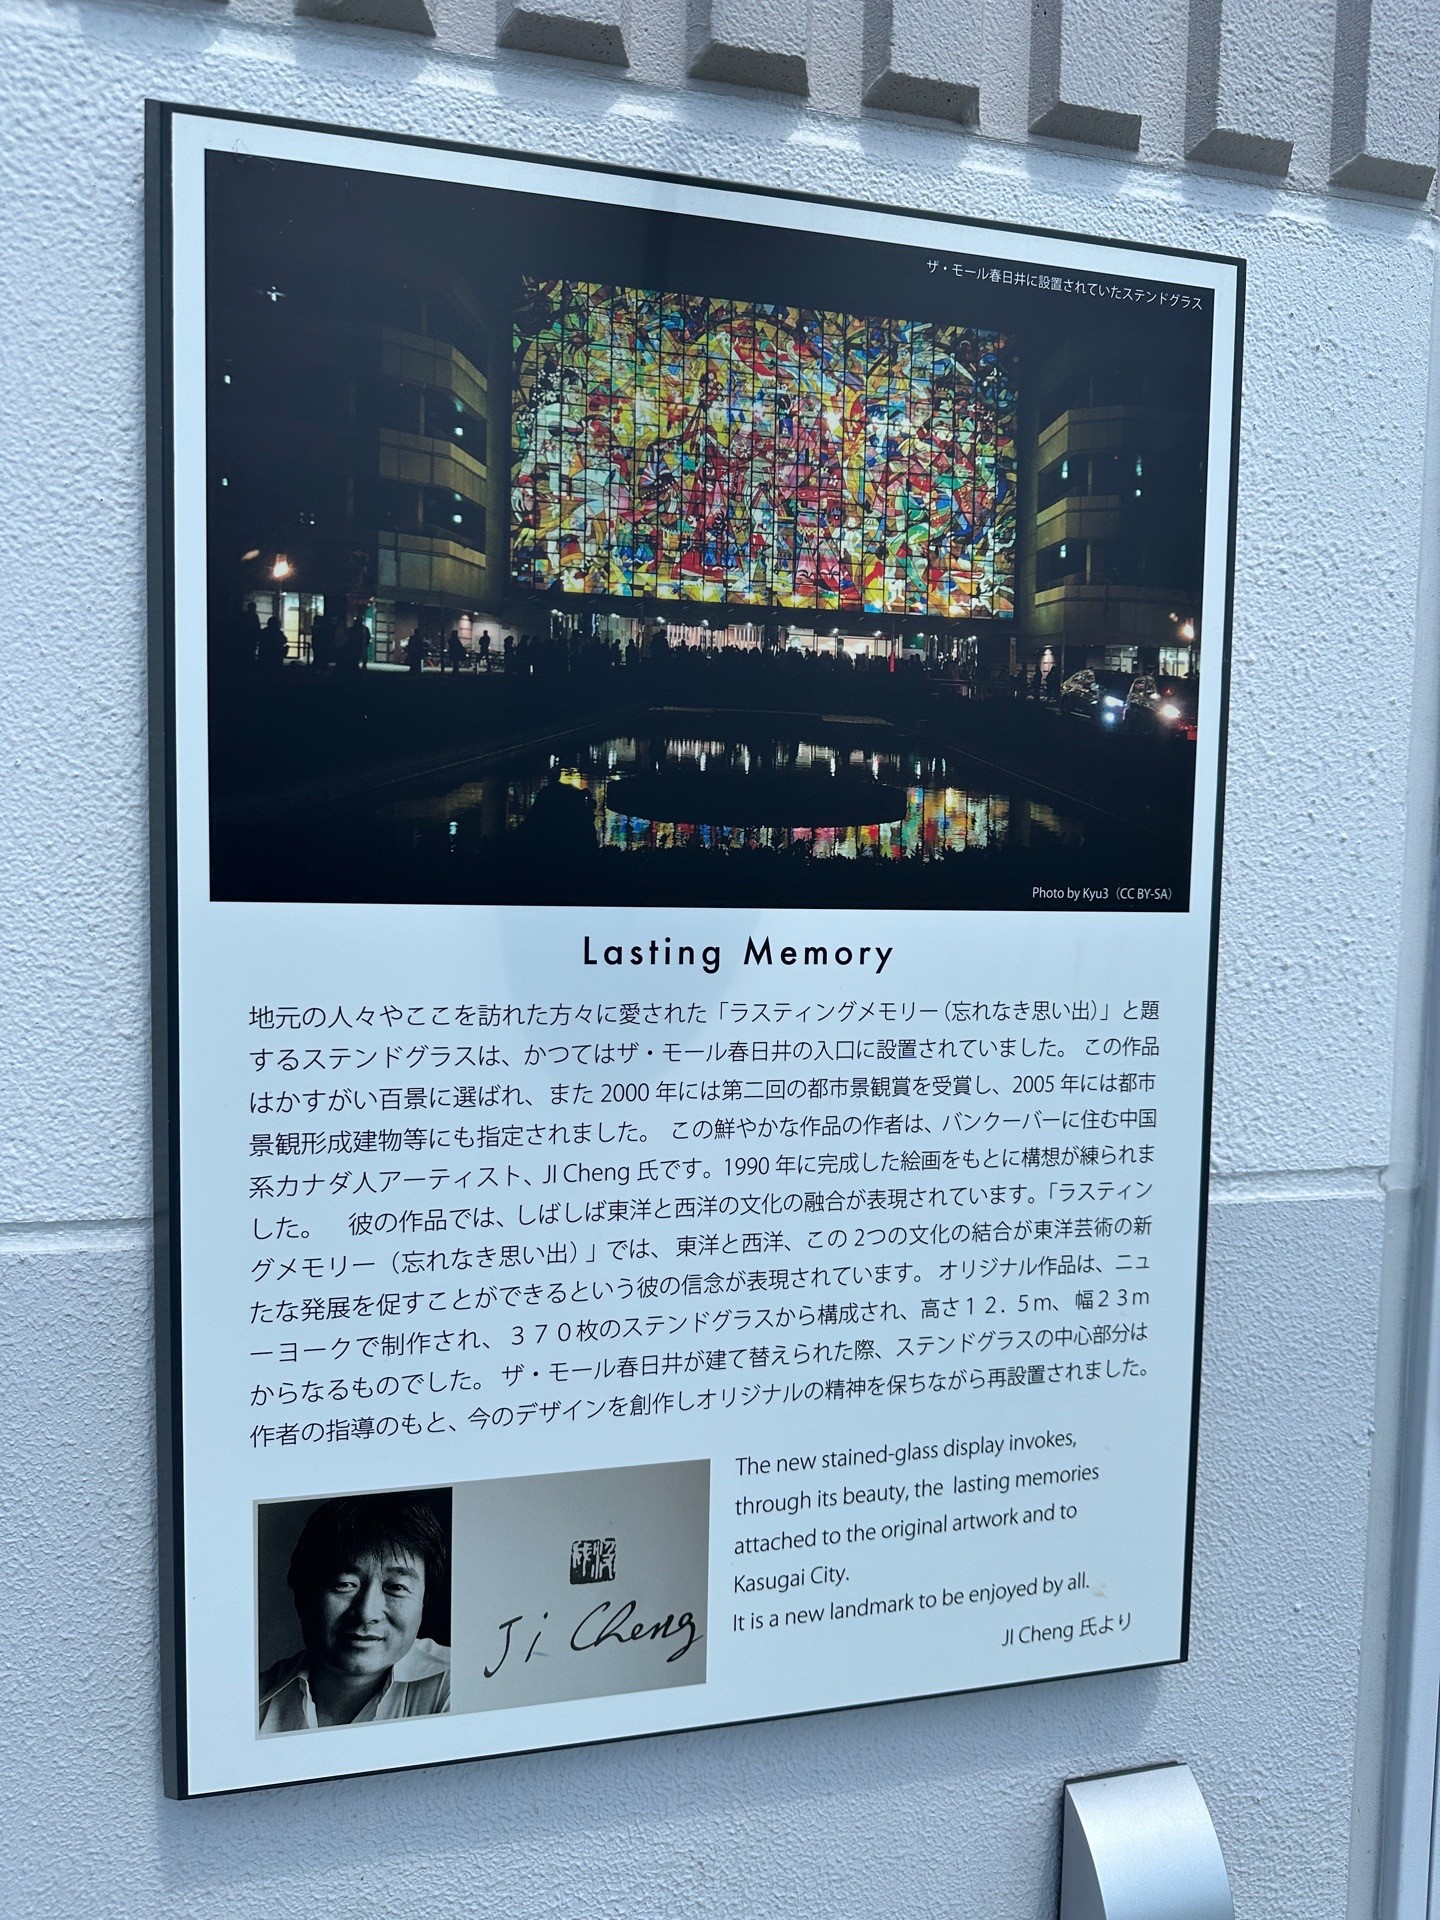 ザ・モール春日井に設置されていたステンドグラス
Photo by Kyu3（CC BY-SA）
Lasting Memory
地元の人々やここを訪れた方々に愛された「ラスティングメモリー（忘れなき思い出）」と題
するステンドグラスは、かつてはザ・モール春日井の入口に設置されていました。 この作品
はかすがい百景に選ばれ、また 2000 年には第二回の都市景観賞を受賞し、2005 年には都市
景観形成建物等にも指定されました。 この鮮やかな作品の作者は、バンクーバーに住む中国
系カナダ人アーティスト、JI Cheng 氏です。1990 年に完成した絵画をもとに構想が練られま
した。 彼の作品では、しばしば東洋と西洋の文化の融合が表現されています。「ラスティン
グメモリー（忘れなき思い出）」では、 東洋と西洋、この 2つの文化の結合が東洋芸術の新
たな発展を促すことができるという彼の信念が表現されています。 オリジナル作品は、ニュ
ーヨークで制作され、３７０枚のステンドグラスから構成され、高さ１２．５ｍ、 幅２３ｍ
からなるものでした。 ザ・モール春日井が建て替えられた際、ステンドグラスの中心部分は
作者の指導のもと、今のデザインを創作しオリジナルの精神を保ちながら再設置されました。
The new stained-glass display invokes,
through its beauty, the lasting memories
attached to the original artwork and to
Kasugai City.
It is a new landmark to be enjoyed by all.
JI Cheng 氏より
Ji Cheng